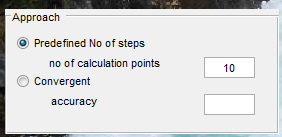 Approach
Predefined No of steps
no of calculation points 10
Convergent
accuracy